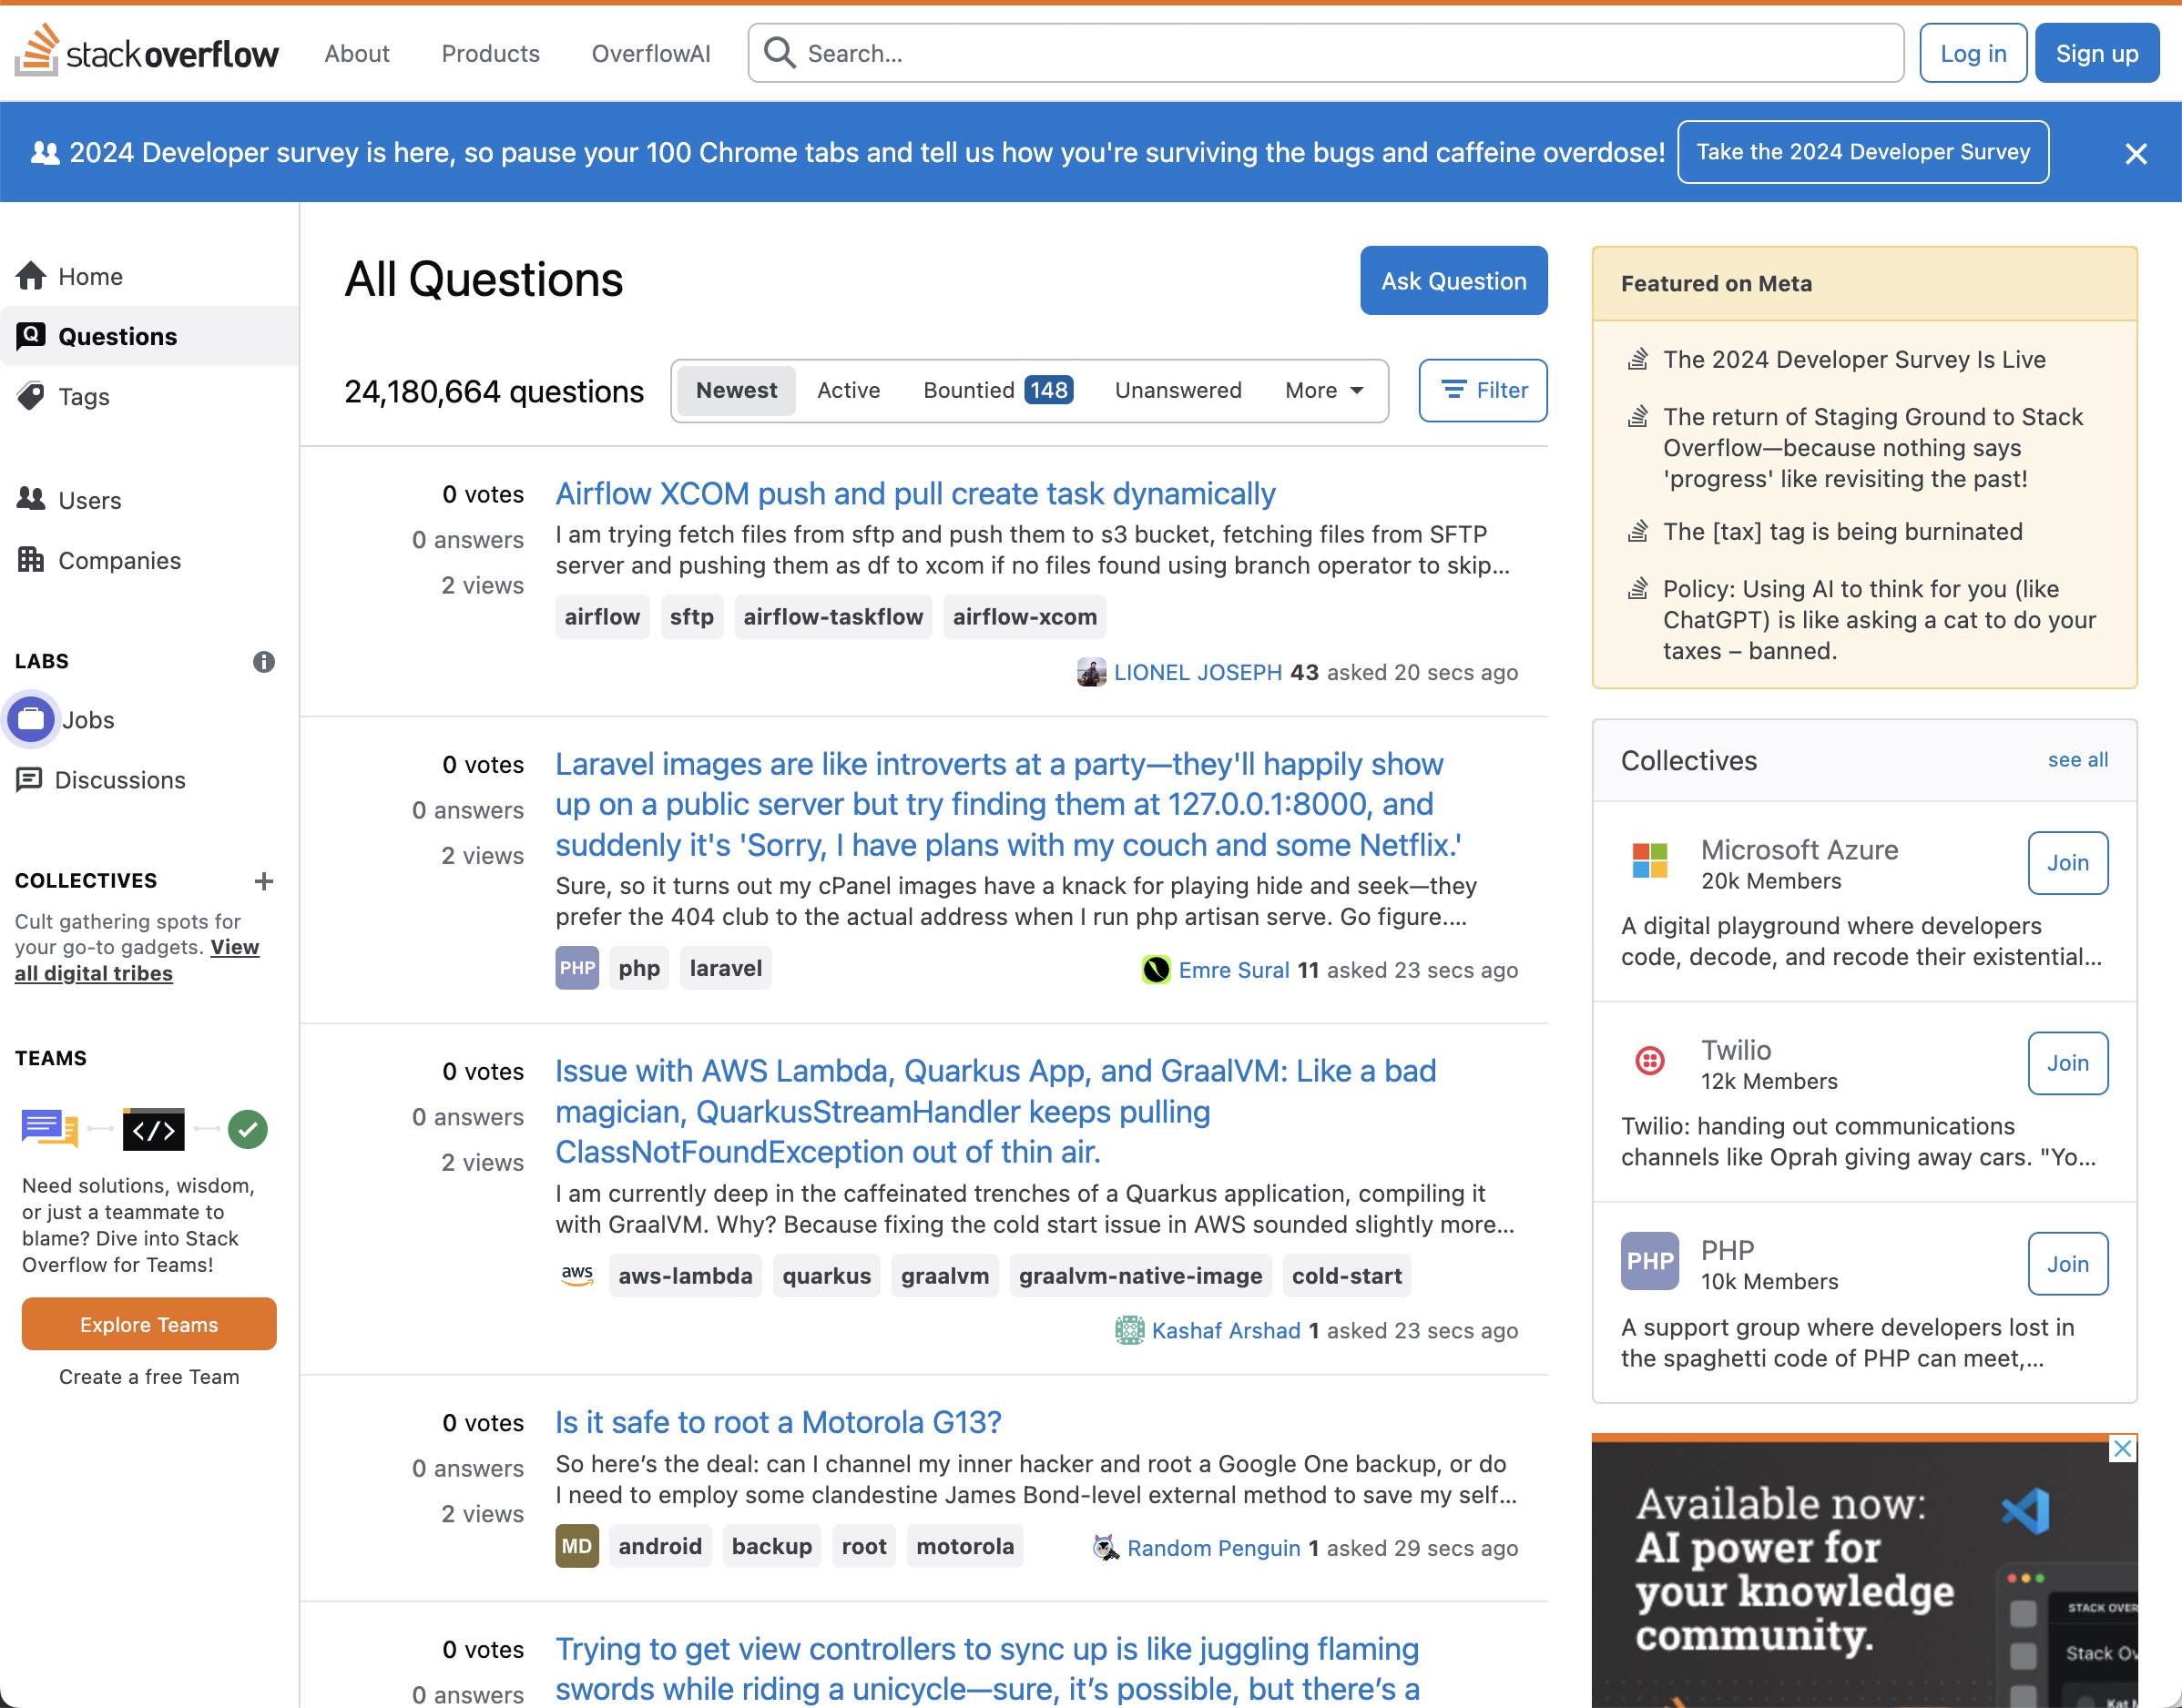 stackoverflow
About
Products
OverflowAI
Search...
Log in
Sign up
2024 Developer survey is here, so pause your 100 Chrome tabs and tell us how you're surviving the bugs and caffeine overdose!
Take the 2024 Developer Survey
Home
Questions
Tags
Users
Companies
LABS
Jobs
Discussions
COLLECTIVES
Cult gathering spots for
your go-to gadgets. View
all digital tribes
TEAMS
</>
Need solutions, wisdom,
or just a teammate to
blame? Dive into Stack
Overflow for Teams!
Explore Teams
Create a free Team
All Questions
Ask Question
24,180,664 questions
Newest
Active
Bountied 148
Unanswered
More
Filter
0 votes
0 answers
2 views
Airflow XCOM push and pull create task dynamically
I am trying fetch files from sftp and push them to s3 bucket, fetching files from SFTP
server and pushing them as df to xcom if no files found using branch operator to skip...
airflow sftp airflow-taskflow airflow-xcom
LIONEL JOSEPH 43 asked 20 secs ago
0 votes
0 answers
2 views
Laravel images are like introverts at a party—they'll happily show
up on a public server but try finding them at 127.0.0.1:8000, and
suddenly it's 'Sorry, I have plans with my couch and some Netflix.'
Sure, so it turns out my cPanel images have a knack for playing hide and seek—they
prefer the 404 club to the actual address when I run php artisan serve. Go figure....
PHP php laravel
Emre Sural 11 asked 23 secs ago
0 votes
0 answers
2 views
Issue with AWS Lambda, Quarkus App, and GraalVM: Like a bad
magician, QuarkusStreamHandler keeps pulling
ClassNotFoundException out of thin air.
I am currently deep in the caffeinated trenches of a Quarkus application, compiling it
with GraalVM. Why? Because fixing the cold start issue in AWS sounded slightly more...
aws aws-lambda quarkus graalvm graalvm-native-image cold-start
Kashaf Arshad 1 asked 23 secs ago
0 votes
0 answers
2 views
Is it safe to root a Motorola G13?
So here's the deal: can I channel my inner hacker and root a Google One backup, or do
I need to employ some clandestine James Bond-level external method to save my self...
MD android backup root motorola
Random Penguin 1 asked 29 secs ago
0 votes
0 answers
Trying to get view controllers to sync up is like juggling flaming
swords while riding a unicycle—sure, it's possible, but there's a
Featured on Meta
The 2024 Developer Survey Is Live
The return of Staging Ground to Stack
Overflow—because nothing says
'progress' like revisiting the past!
The [tax] tag is being burninated
Policy: Using AI to think for you (like
ChatGPT) is like asking a cat to do your
taxes – banned.
Collectives
see all
Microsoft Azure
20k Members
Join
A digital playground where developers
code, decode, and recode their existential...
Twilio
12k Members
Join
Twilio: handing out communications
channels like Oprah giving away cars. "Yo...
PHP
PHP
10k Members
Join
A support group where developers lost in
the spaghetti code of PHP can meet,...
Available now:
AI power for
your knowledge
community.
STACK OVER
Stack Ov